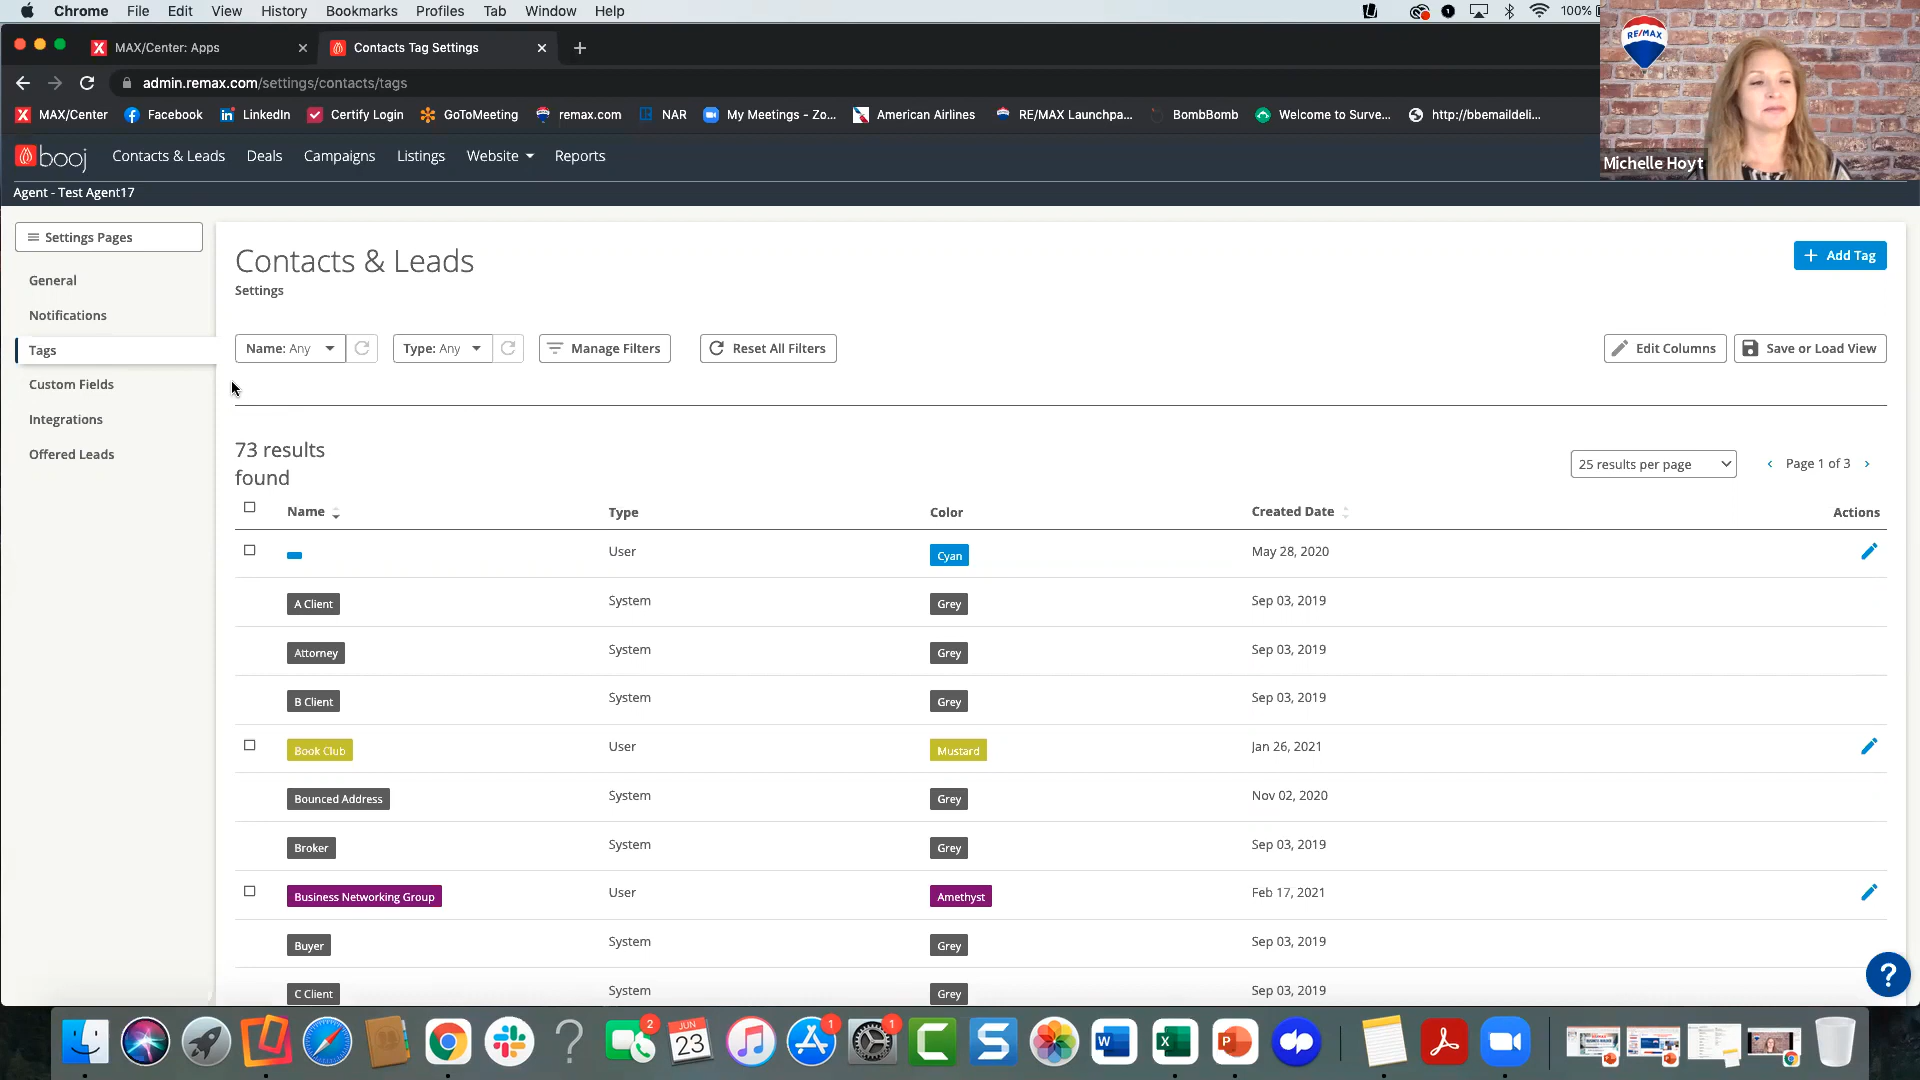 Chrome File Edit View History Bookmarks Profiles Tab Window Help 100%
MAX/Center: Apps Contacts Tag Settings
admin.remax.com/settings/contacts/tags
MAX/Center Facebook LinkedIn Certify Login GoToMeeting remax.com NAR My Meetings - Zo... American Airlines RE/MAX Launchpa... BombBomb Welcome to Surve... http://bbemaildeli...
RE/MAX
Michelle Hoyt
booj Contacts & Leads Deals Campaigns Listings Website Reports
Agent - Test Agent17
Settings Pages
General
Notifications
Tags
Custom Fields
Integrations
Offered Leads
Contacts & Leads
Settings
+ Add Tag
Name: Any Type: Any Manage Filters Reset All Filters Edit Columns Save or Load View
73 results
found
25 results per page < Page 1 of 3 >
Name Type Color Created Date Actions
User Cyan May 28, 2020
A Client System Grey Sep 03, 2019
Attorney System Grey Sep 03, 2019
B Client System Grey Sep 03, 2019
Book Club User Mustard Jan 26, 2021
Bounced Address System Grey Nov 02, 2020
Broker System Grey Sep 03, 2019
Business Networking Group User Amethyst Feb 17, 2021
Buyer System Grey Sep 03, 2019
C Client System Grey Sep 03, 2019
?
2 JUN 23 1 1